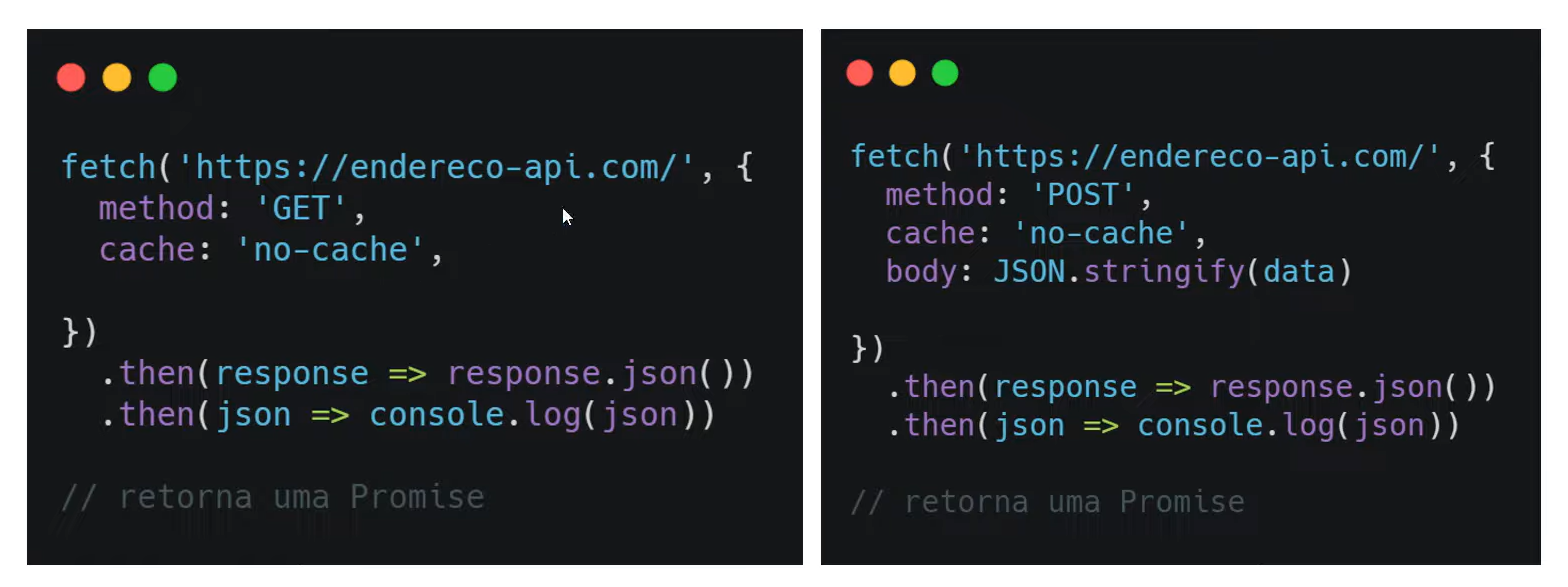 fetch('https://endereco-api.com/', {
  method: 'GET',
  cache: 'no-cache',

})
  .then(response => response.json())
  .then(json => console.log(json))

// retorna uma Promise

fetch('https://endereco-api.com/', {
  method: 'POST',
  cache: 'no-cache',
  body: JSON.stringify(data)

})
  .then(response => response.json())
  .then(json => console.log(json))

// retorna uma Promise